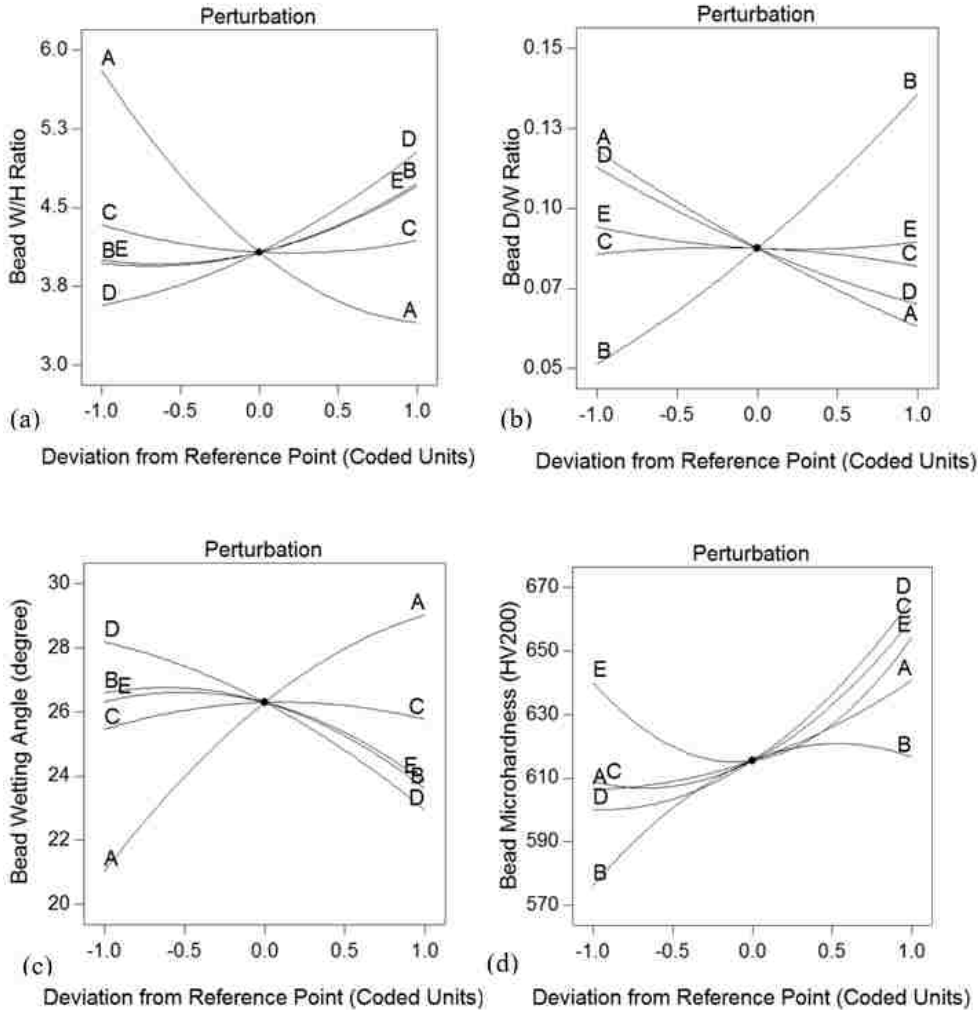 Perturbation
Bead W/H Ratio
6.0
5.3
4.5
3.8
3.0
A
C
B E
D
D
B
E
C
A
-1.0 -0.5 0.0 0.5 1.0
(a)
Deviation from Reference Point (Coded Units)
Perturbation
Bead D/W Ratio
0.15
0.13
0.10
0.07
0.05
A
D
E
C
B
B
E
C
D
A
-1.0 -0.5 0.0 0.5 1.0
(b)
Deviation from Reference Point (Coded Units)
Perturbation
Bead Wetting Angle (degree)
30
28
26
24
22
20
D
B E
C
A
A
C
E
B
D
-1.0 -0.5 0.0 0.5 1.0
(c)
Deviation from Reference Point (Coded Units)
Perturbation
Bead Microhardness (HV200)
670
650
630
610
590
570
E
A C
D
B
D
C
E
A
B
-1.0 -0.5 0.0 0.5 1.0
(d)
Deviation from Reference Point (Coded Units)